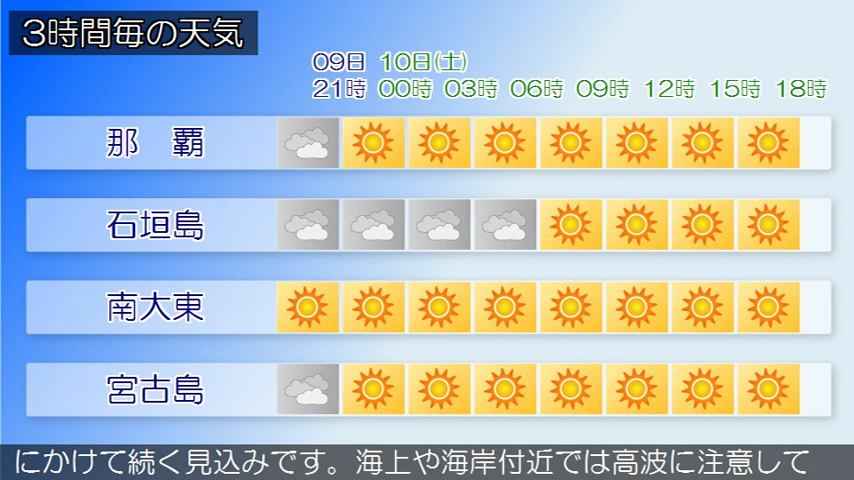 3時間毎の天気
09日 10日(土)
21時 00時 03時 06時 09時 12時 15時 18時
那 覇
石垣島
南大東
宮古島
にかけて続く見込みです。海上や海岸付近では高波に注意して